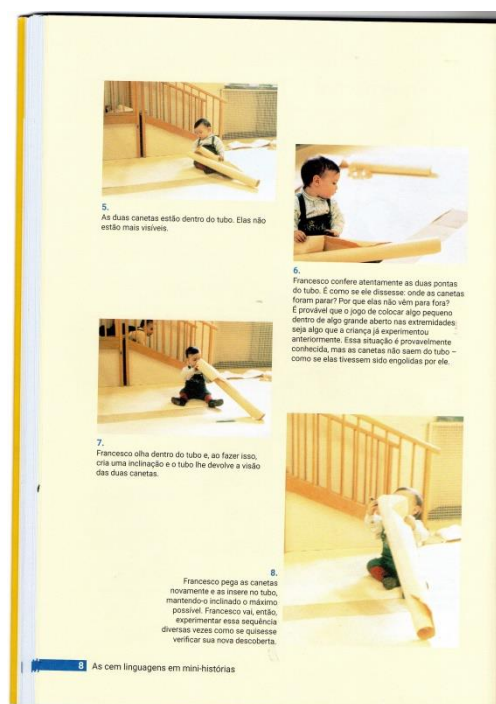 5.
As duas canetas estão dentro do tubo. Elas não
estão mais visíveis.
6.
Francesco confere atentamente as duas pontas
do tubo. É como se ele dissesse: onde as canetas
foram parar? Por que elas não vêm para fora?
É provável que o jogo de colocar algo pequeno
dentro de algo grande aberto nas extremidades
seja algo que a criança já experimentou
anteriormente. Essa situação é provavelmente
conhecida, mas as canetas não saem do tubo –
como se elas tivessem sido engolidas por ele.
7.
Francesco olha dentro do tubo e, ao fazer isso,
cria uma inclinação e o tubo lhe devolve a visão
das duas canetas.
8.
Francesco pega as canetas
novamente e as insere no tubo,
mantendo-o inclinado o máximo
possível. Francesco vai, então,
experimentar essa sequência
diversas vezes como se quisesse
verificar sua nova descoberta.
8 As cem linguagens em mini-histórias